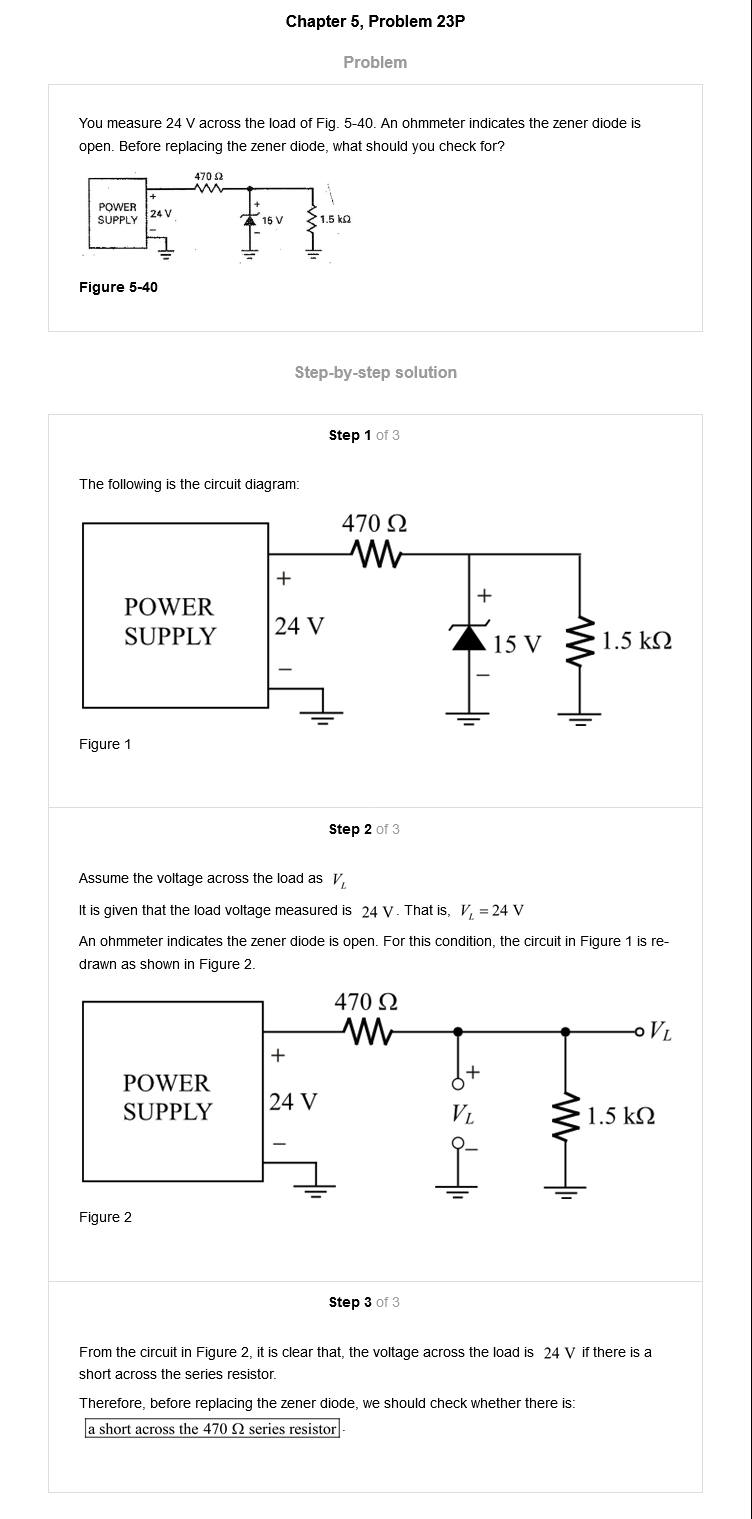 Chapter 5, Problem 23P
Problem
You measure 24 V across the load of Fig. 5-40. An ohmmeter indicates the zener diode is
open. Before replacing the zener diode, what should you check for?
470 Ω
POWER
SUPPLY
+
24 V
–
+
15 V
–
1.5 kΩ
Figure 5-40
Step-by-step solution
Step 1 of 3
The following is the circuit diagram:
470 Ω
POWER
SUPPLY
+
24 V
–
+
15 V
–
1.5 kΩ
Figure 1
Step 2 of 3
Assume the voltage across the load as V_L
It is given that the load voltage measured is 24 V. That is, V_L = 24 V
An ohmmeter indicates the zener diode is open. For this condition, the circuit in Figure 1 is re-
drawn as shown in Figure 2.
470 Ω
V_L
POWER
SUPPLY
+
24 V
–
+
V_L
–
1.5 kΩ
Figure 2
Step 3 of 3
From the circuit in Figure 2, it is clear that, the voltage across the load is 24 V if there is a
short across the series resistor.
Therefore, before replacing the zener diode, we should check whether there is:
a short across the 470 Ω series resistor.